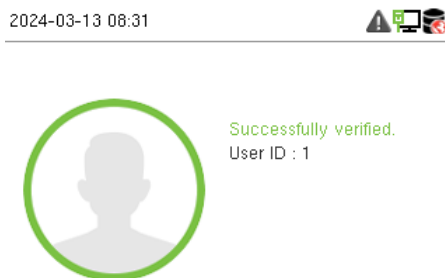 2024-03-13 08:31
Successfully verified.
User ID : 1